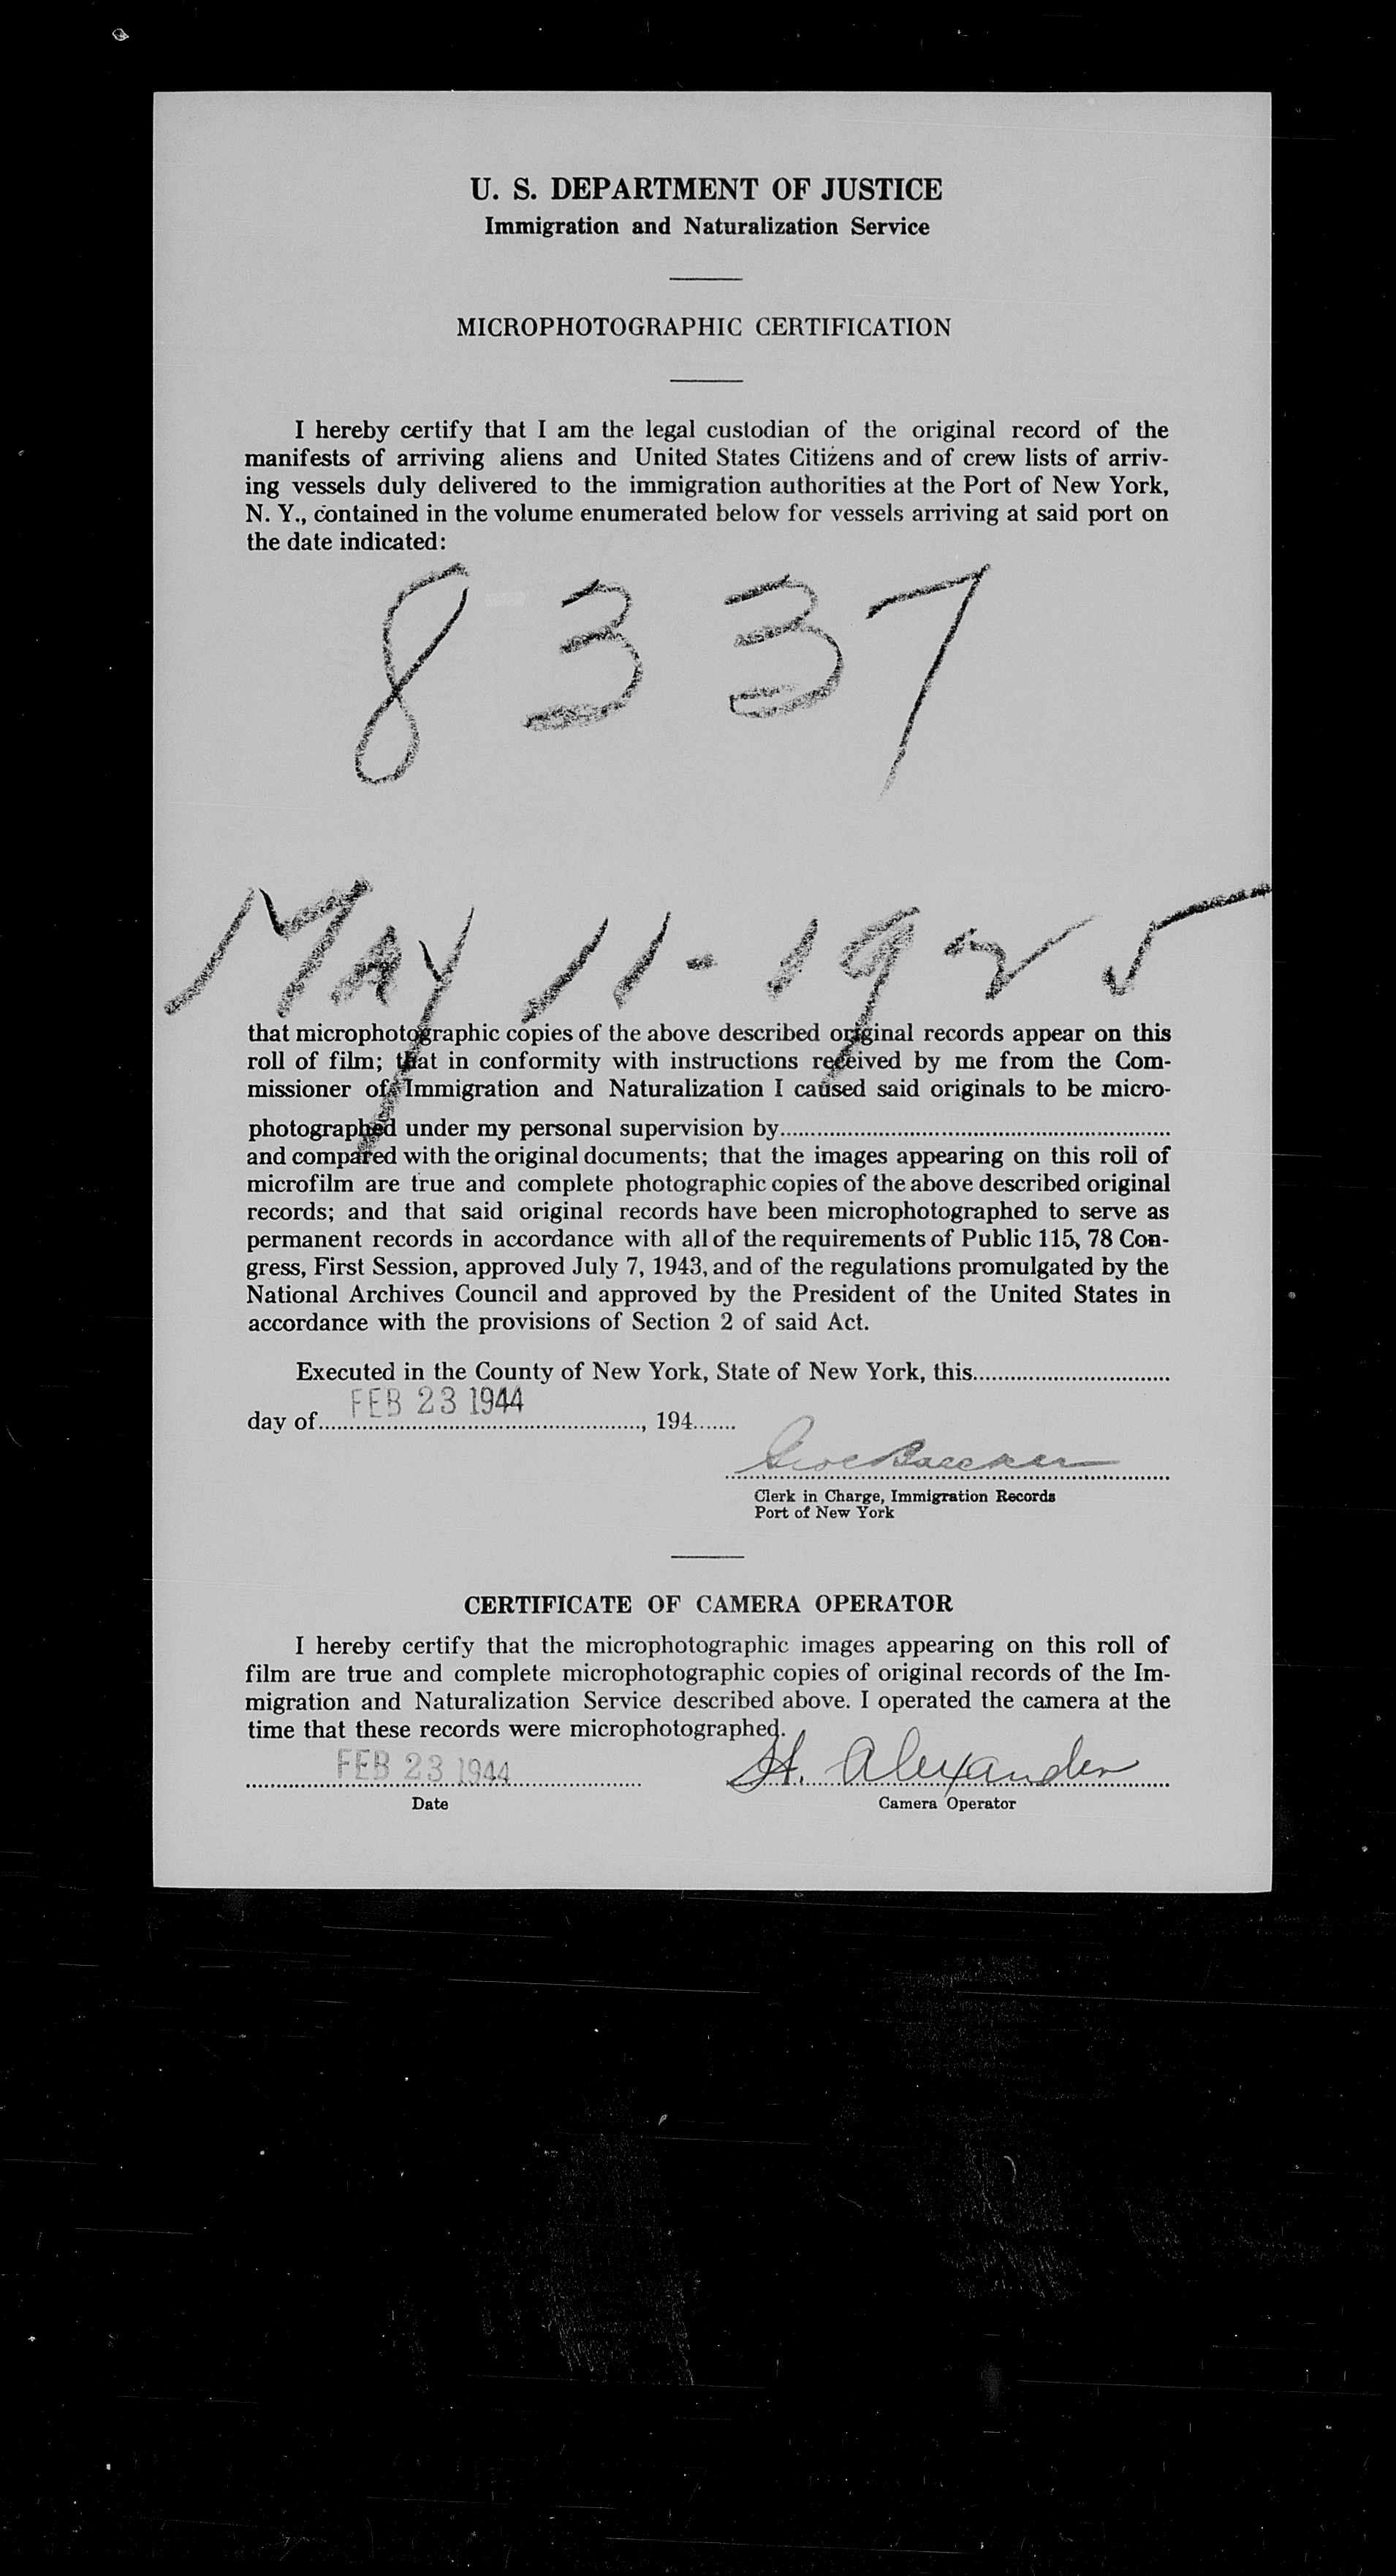 U. S. DEPARTMENT OF JUSTICE
Immigration and Naturalization Service
MICROPHOTOGRAPHIC CERTIFICATION
I hereby certify that I am the legal custodian of the original record of the
manifests of arriving aliens and United States Citizens and of crew lists of arriv-
ing vessels duly delivered to the immigration authorities at the Port of New York,
N. Y., contained in the volume enumerated below for vessels arriving at said port on
the date indicated:
8337
MAY 11-1925
that microphotographic copies of the above described original records appear on this
roll of film; that in conformity with instructions received by me from the Com-
missioner of Immigration and Naturalization I caused said originals to be micro-
photographed under my personal supervision by
and compared with the original documents; that the images appearing on this roll of
microfilm are true and complete photographic copies of the above described original
records; and that said original records have been microphotographed to serve as
permanent records in accordance with all of the requirements of Public 115, 78 Con-
gress, First Session, approved July 7, 1943, and of the regulations promulgated by the
National Archives Council and approved by the President of the United States in
accordance with the provisions of Section 2 of said Act.
Executed in the County of New York, State of New York, this
FEB 23 1944
day of, 194
Clerk in Charge, Immigration Records
Port of New York
CERTIFICATE OF CAMERA OPERATOR
I hereby certify that the microphotographic images appearing on this roll of
film are true and complete microphotographic copies of original records of the Im-
migration and Naturalization Service described above. I operated the camera at the
time that these records were microphotographed.
FEB 23 1944 H. Alexander
Date Camera Operator